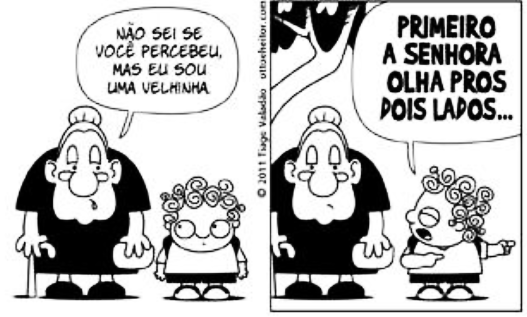 NÃO SEI SE
VOCÊ PERCEBEU,
MAS EU SOU
UMA VELHINHA.
© 2011 Tiago Valadão ottoeheitor.com
PRIMEIRO
A SENHORA
OLHA PROS
DOIS LADOS...